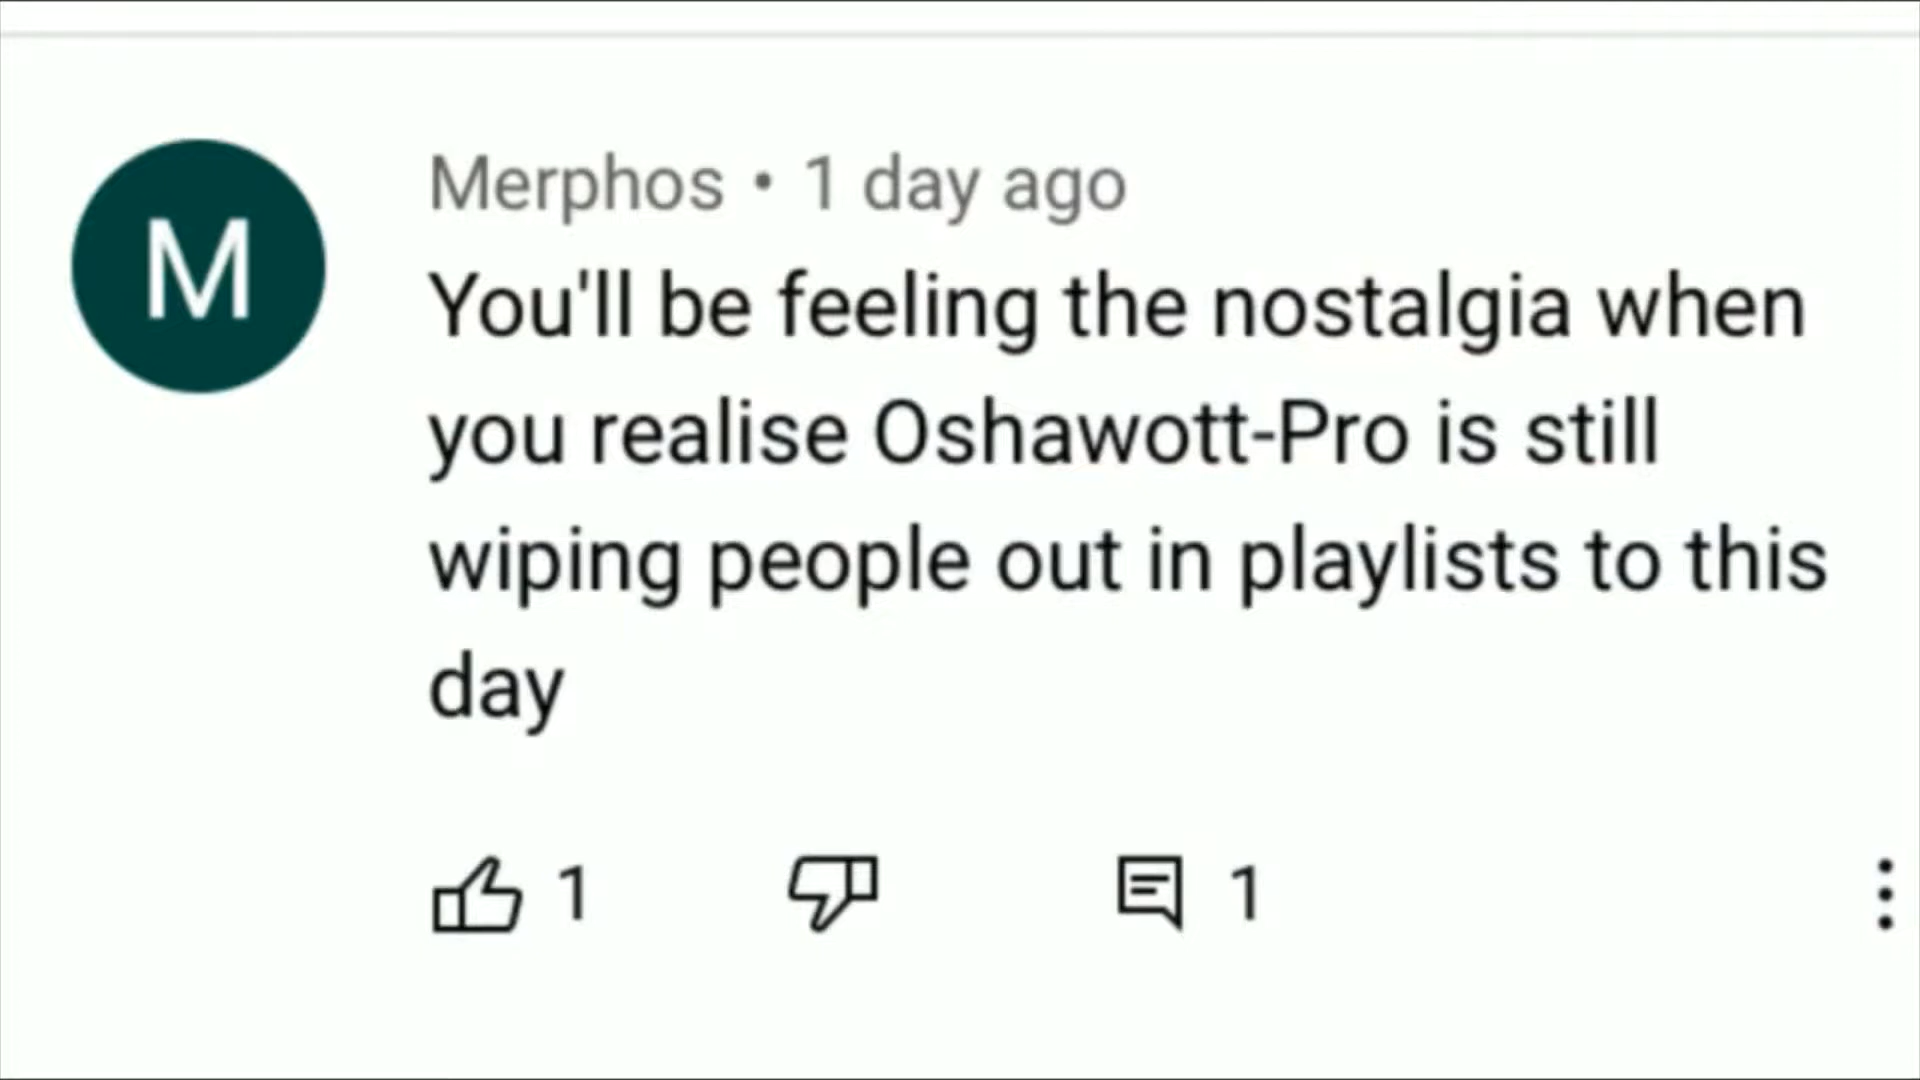 M
Merphos • 1 day ago
You'll be feeling the nostalgia when
you realise Oshawott-Pro is still
wiping people out in playlists to this
day
1 1